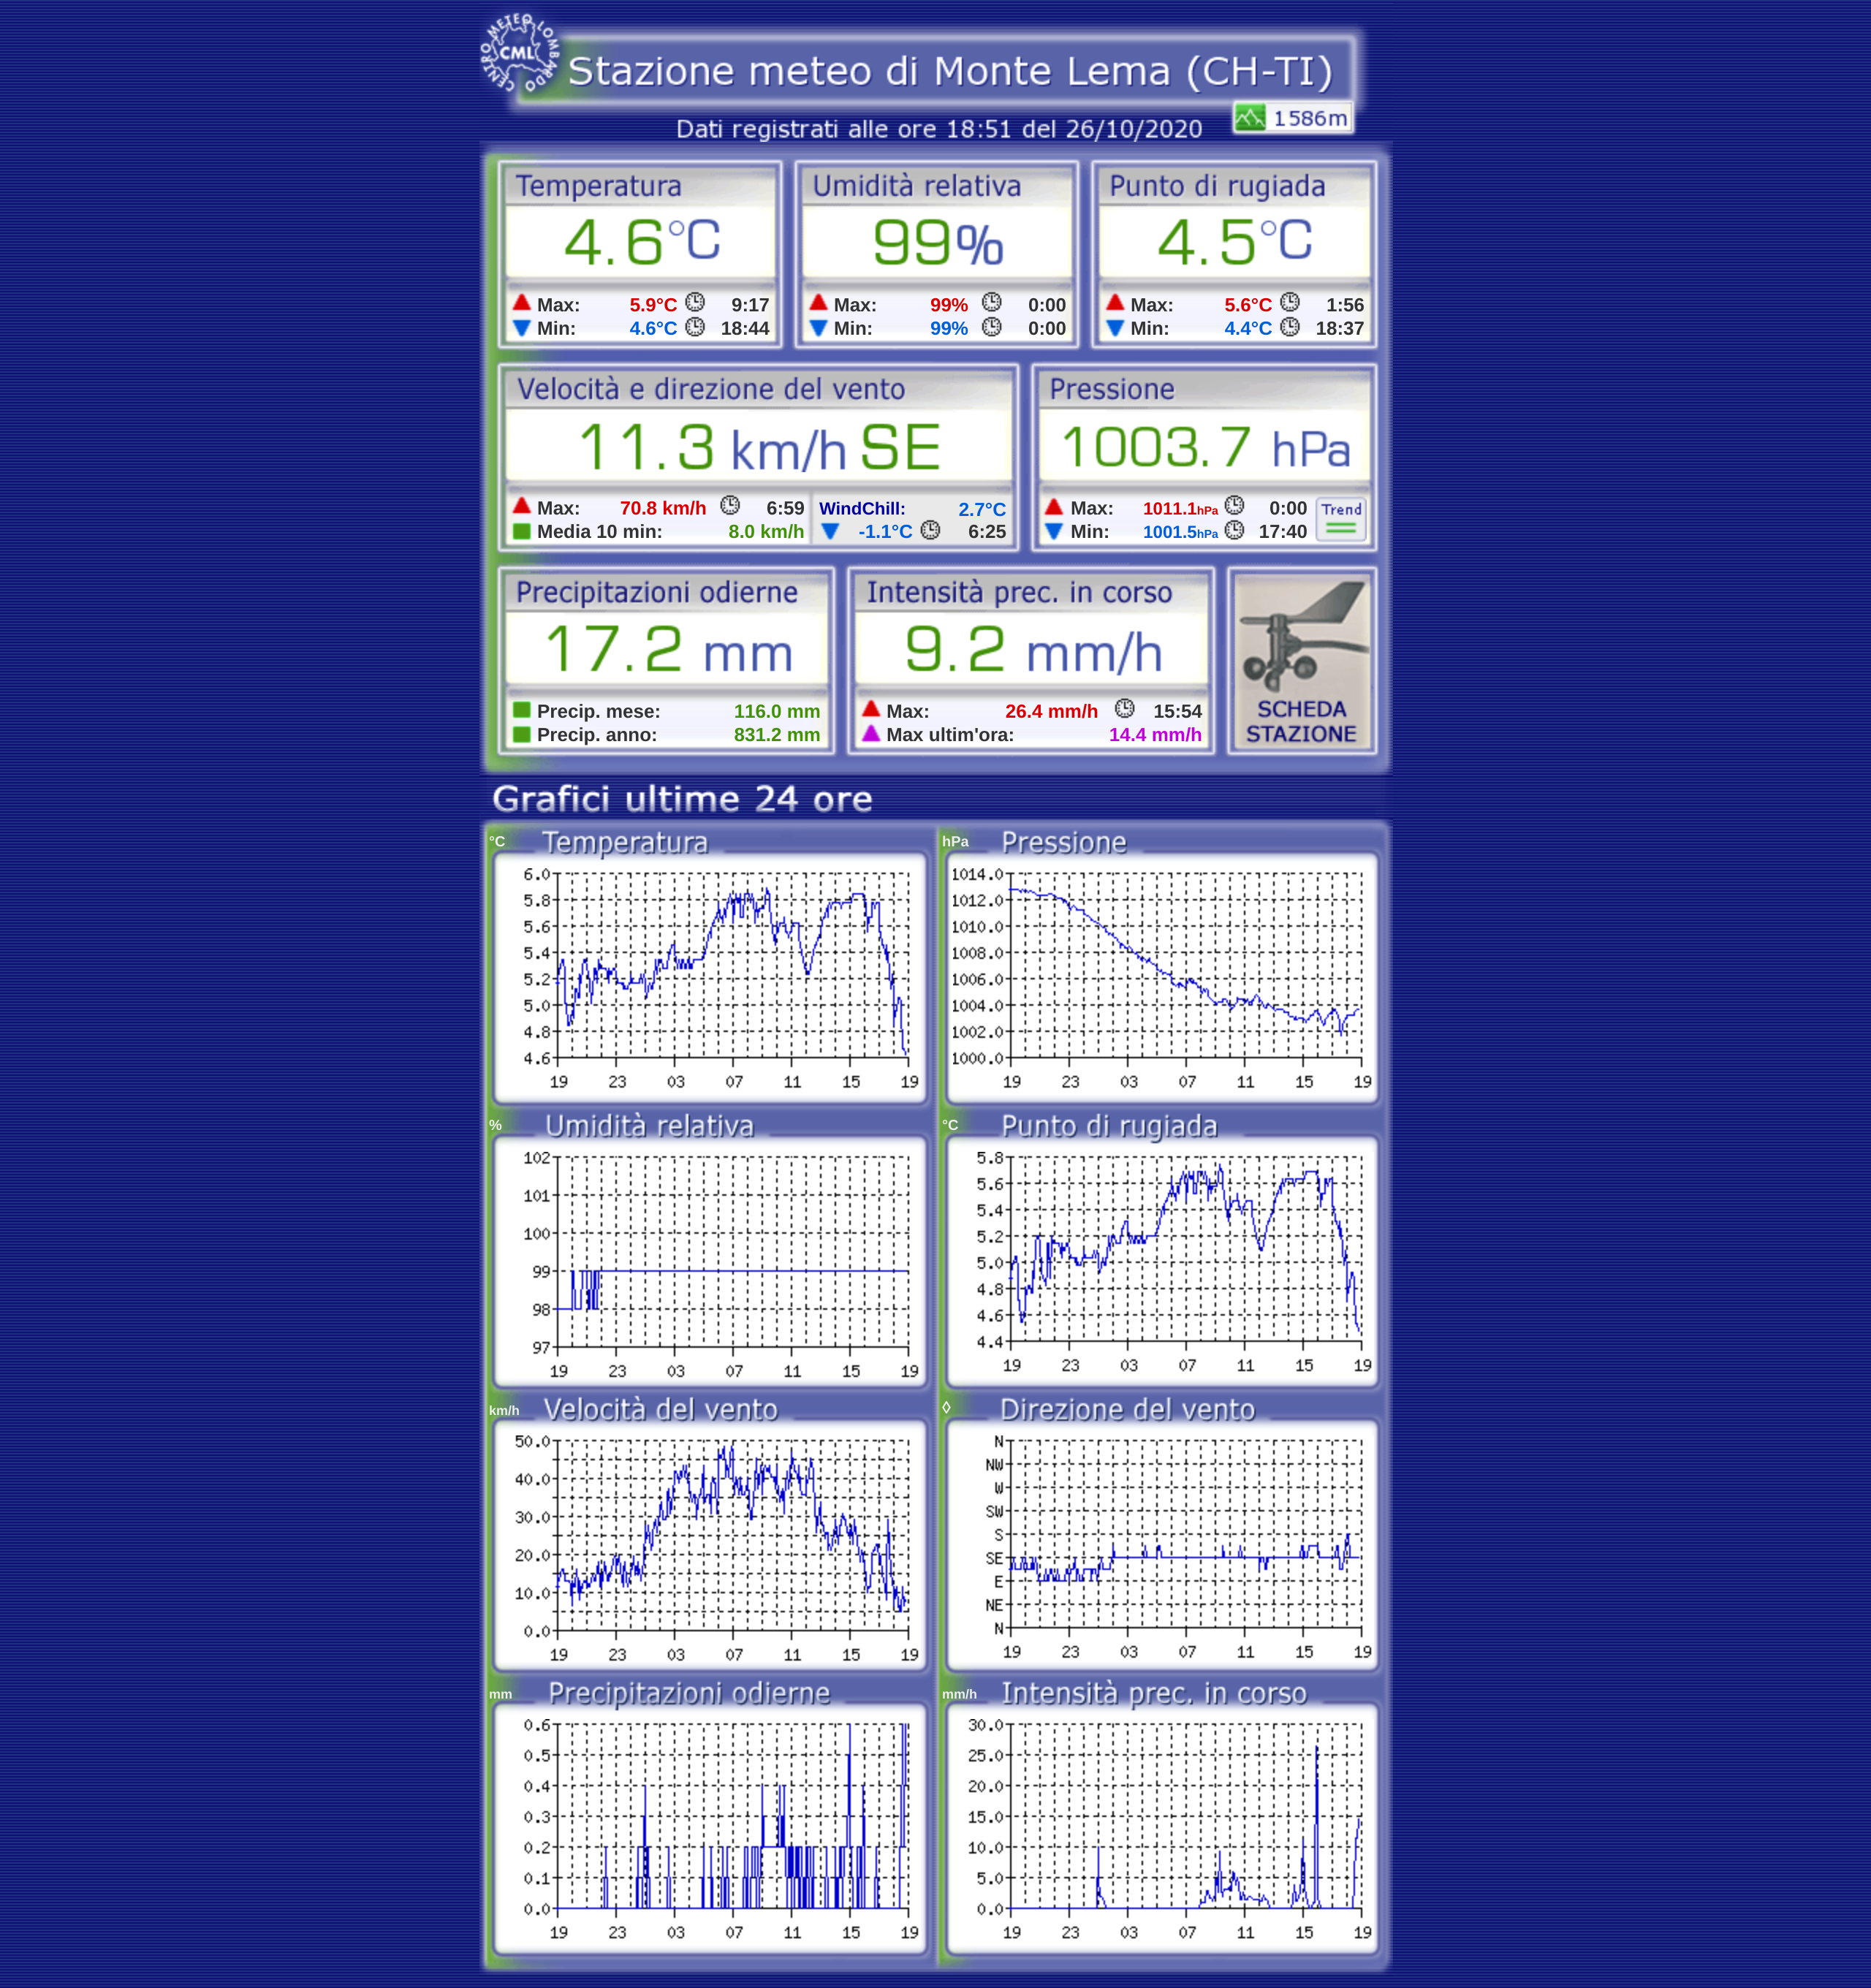 CENTRO METEO LOMBARDO
CML
Stazione meteo di Monte Lema (CH-TI)
1586m
Dati registrati alle ore 18:51 del 26/10/2020
Temperatura
4.6°C
Max: 5.9°C 9:17
Min: 4.6°C 18:44
Umidità relativa
99%
Max: 99% 0:00
Min: 99% 0:00
Punto di rugiada
4.5°C
Max: 5.6°C 1:56
Min: 4.4°C 18:37
Velocità e direzione del vento
11.3 km/h SE
Max: 70.8 km/h 6:59
Media 10 min: 8.0 km/h
WindChill: 2.7°C
-1.1°C 6:25
Pressione
1003.7 hPa
Max: 1011.1hPa 0:00
Min: 1001.5hPa 17:40
Trend
Precipitazioni odierne
17.2 mm
Precip. mese: 116.0 mm
Precip. anno: 831.2 mm
Intensità prec. in corso
9.2 mm/h
Max: 26.4 mm/h 15:54
Max ultim'ora: 14.4 mm/h
SCHEDA
STAZIONE
Grafici ultime 24 ore
°C Temperatura
6.0
5.8
5.6
5.4
5.2
5.0
4.8
4.6
19 23 03 07 11 15 19
hPa Pressione
1014.0
1012.0
1010.0
1008.0
1006.0
1004.0
1002.0
1000.0
19 23 03 07 11 15 19
% Umidità relativa
102
101
100
99
98
97
19 23 03 07 11 15 19
°C Punto di rugiada
5.8
5.6
5.4
5.2
5.0
4.8
4.6
4.4
19 23 03 07 11 15 19
km/h Velocità del vento
50.0
40.0
30.0
20.0
10.0
0.0
19 23 03 07 11 15 19
◊ Direzione del vento
N
NW
W
SW
S
SE
E
NE
N
19 23 03 07 11 15 19
mm Precipitazioni odierne
0.6
0.5
0.4
0.3
0.2
0.1
0.0
19 23 03 07 11 15 19
mm/h Intensità prec. in corso
30.0
25.0
20.0
15.0
10.0
5.0
0.0
19 23 03 07 11 15 19